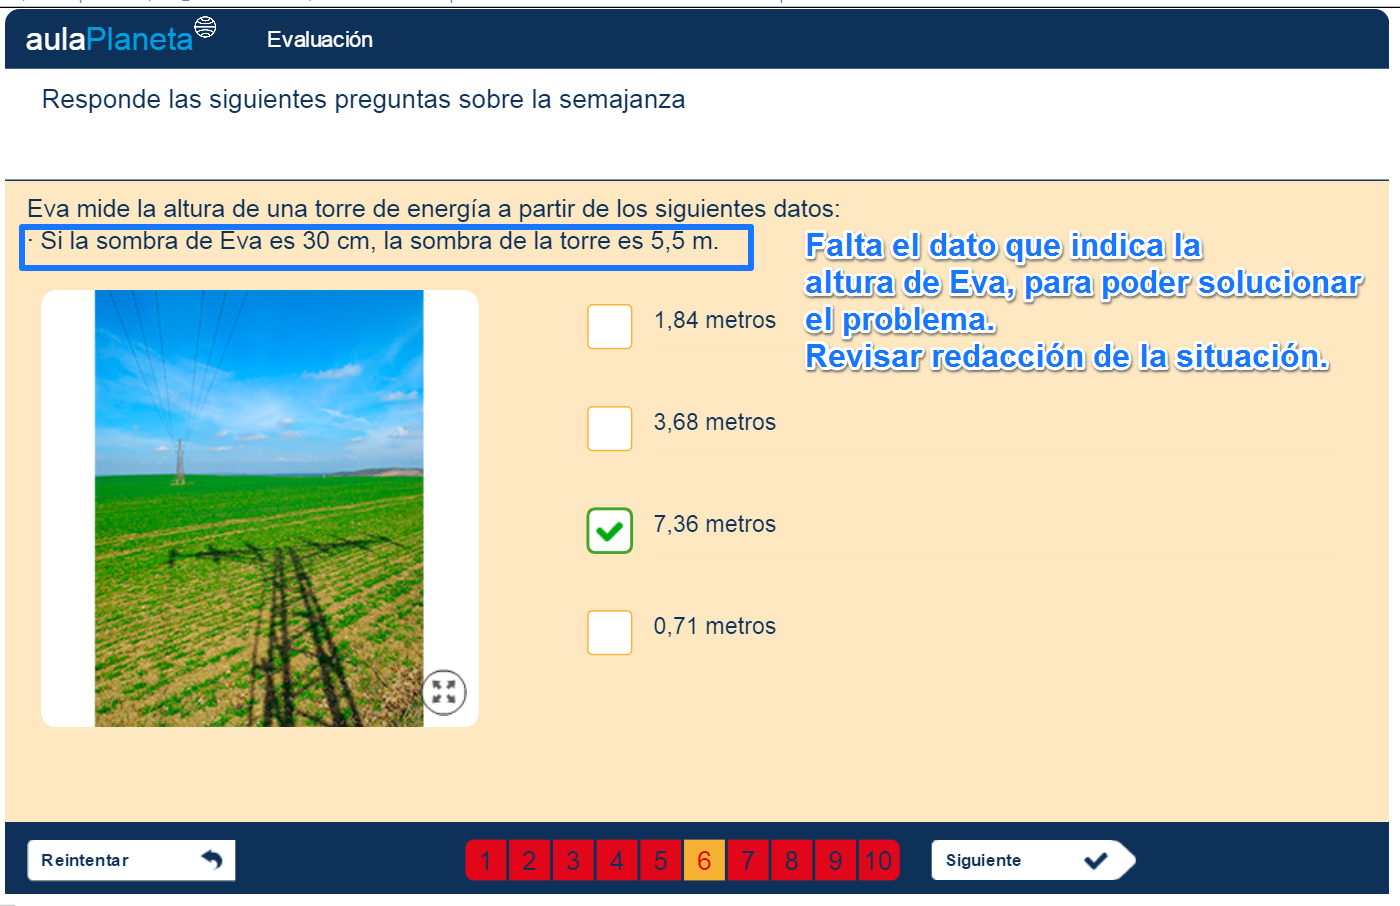 aulaPlaneta Evaluación
Responde las siguientes preguntas sobre la semajanza
Eva mide la altura de una torre de energía a partir de los siguientes datos:
· Si la sombra de Eva es 30 cm, la sombra de la torre es 5,5 m.
Falta el dato que indica la
altura de Eva, para poder solucionar
el problema.
Revisar redacción de la situación.
1,84 metros
3,68 metros
7,36 metros
0,71 metros
Reintentar 1 2 3 4 5 6 7 8 9 10 Siguiente